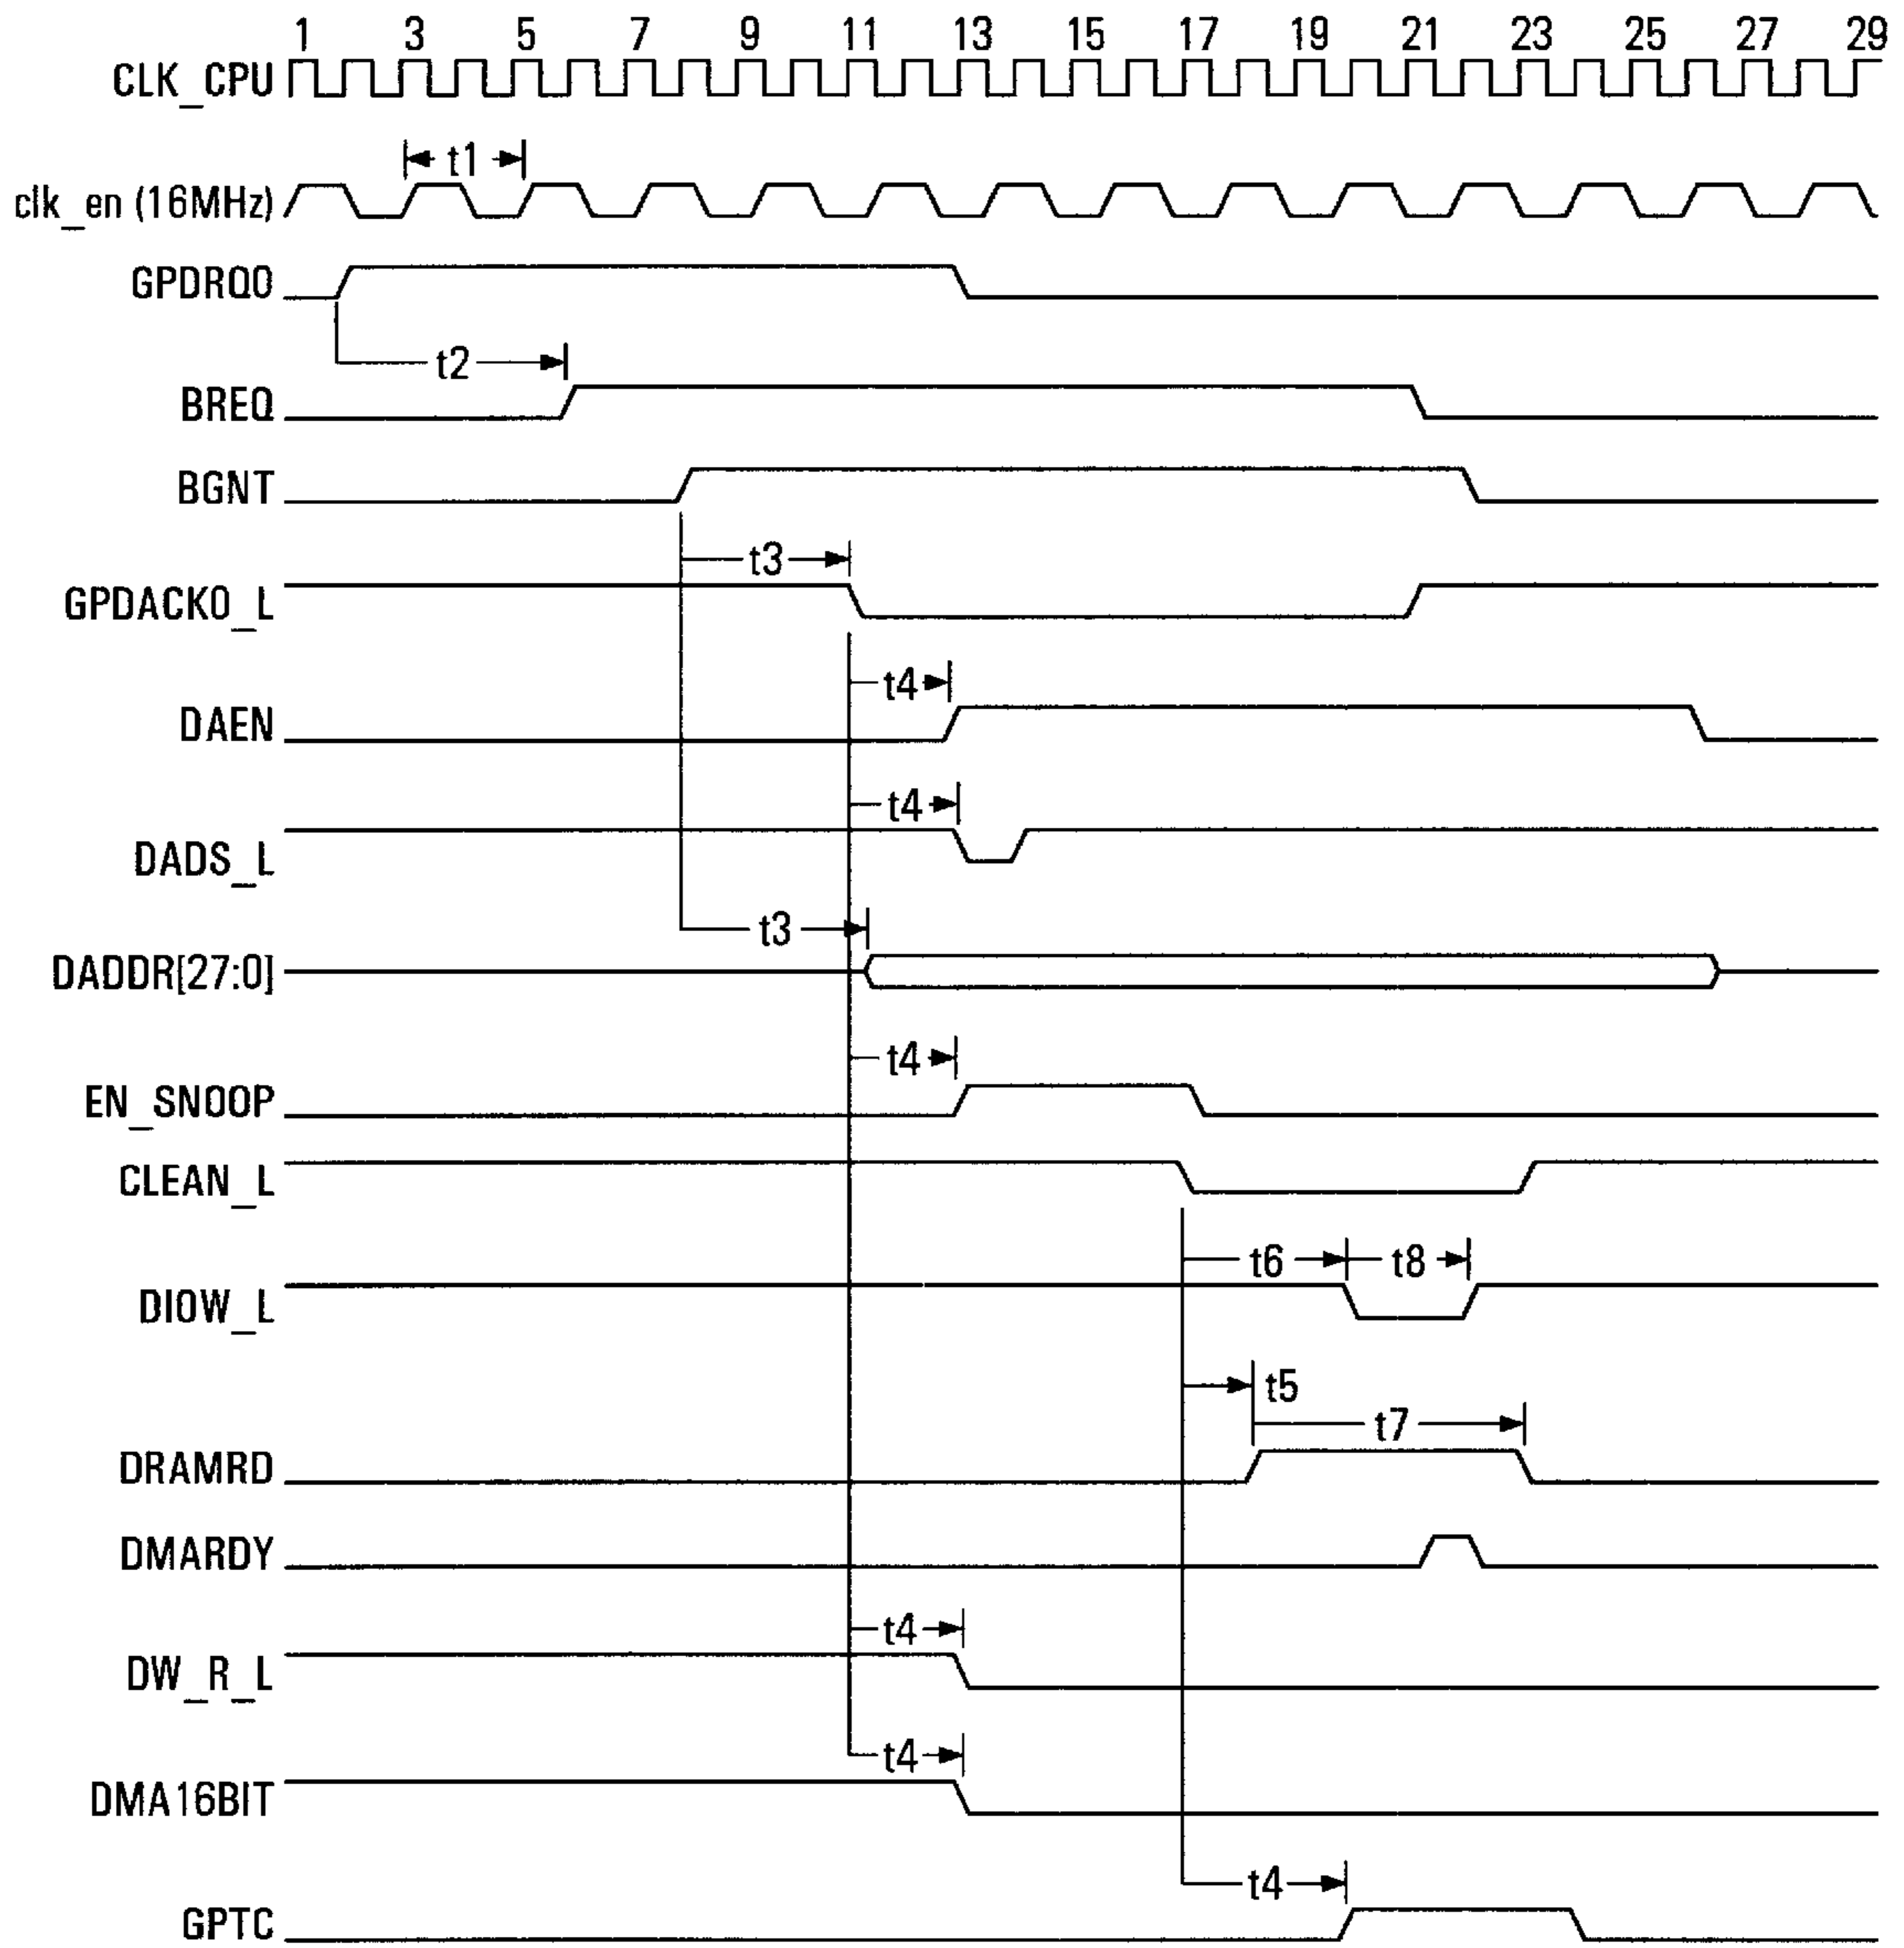 1 3 5 7 9 11 13 15 17 19 21 23 25 27 29
CLK_CPU
t1
clk_en (16MHz)
GPDRQ0
t2
BREQ
BGNT
t3
GPDACK0_L
t4
DAEN
t4
DADS_L
t3
DADDR[27:0]
t4
EN_SNOOP
CLEAN_L
t6 t8
DIOW_L
t5
t7
DRAMRD
DMARDY
t4
DW_R_L
t4
DMA16BIT
t4
GPTC